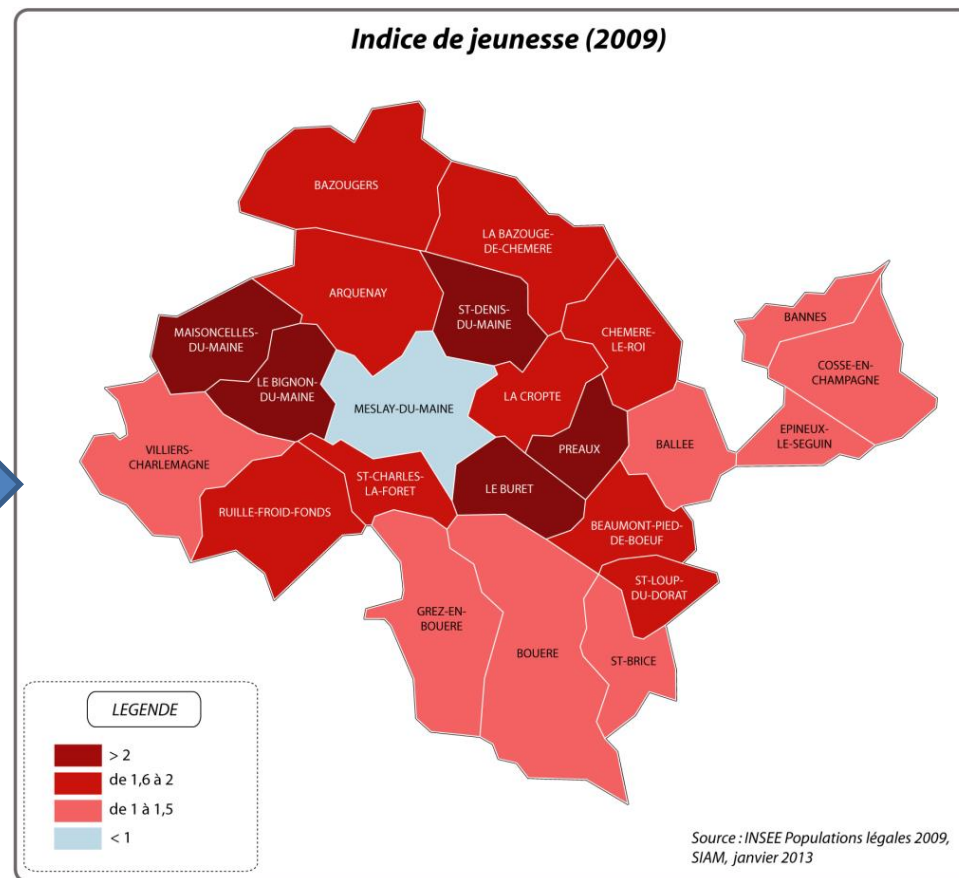 Indice de jeunesse (2009)
BAZOUGERS
LA BAZOUGE-
DE-CHEMERE
ARQUENAY
ST-DENIS-
DU-MAINE
MAISONCELLES-
DU-MAINE
CHEMERE-
LE-ROI
BANNES
COSSE-EN-
CHAMPAGNE
LE BIGNON-
DU-MAINE
MESLAY-DU-MAINE
LA CROPTE
VILLIERS-
CHARLEMAGNE
PREAUX
BALLEE
EPINEUX-
LE-SEGUIN
ST-CHARLES-
LA-FORET
LE BURET
RUILLE-FROID-FONDS
BEAUMONT-PIED-
DE-BOEUF
ST-LOUP-
DU-DORAT
GREZ-EN-
BOUERE
BOUERE
ST-BRICE
LEGENDE
> 2
de 1,6 à 2
de 1 à 1,5
< 1
Source : INSEE Populations légales 2009,
SIAM, janvier 2013